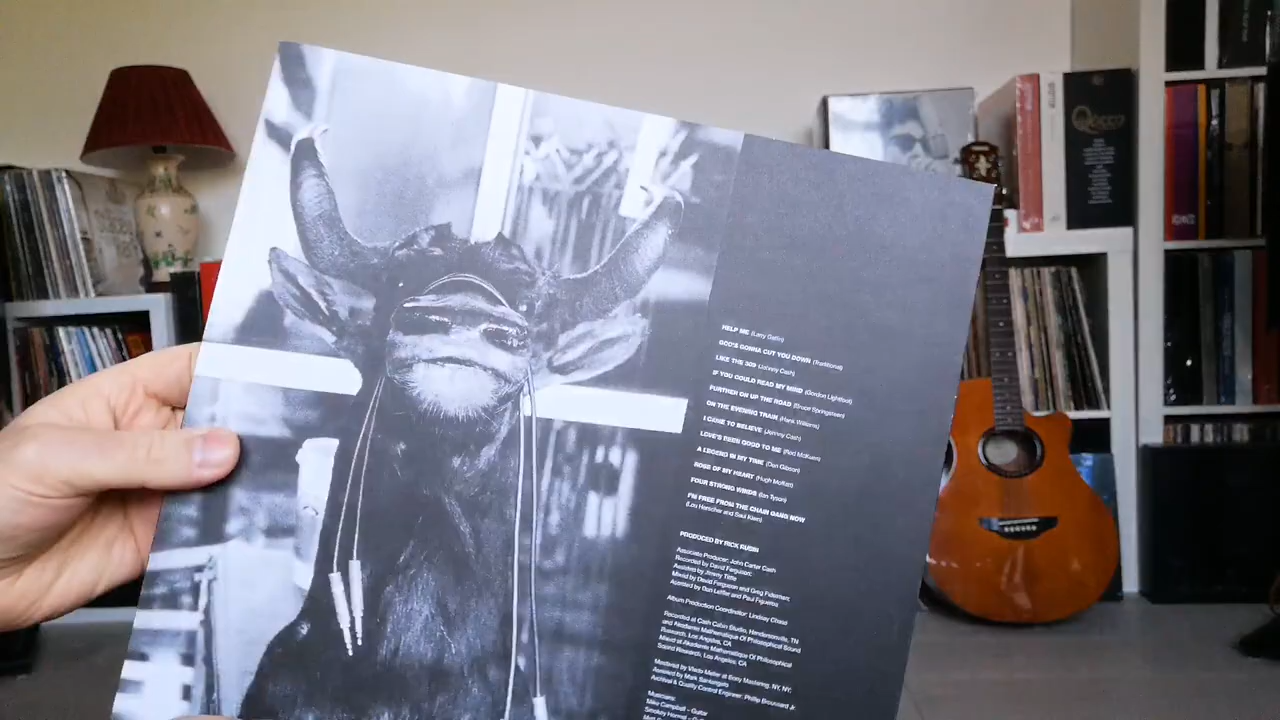 QUEEN
HELP ME (Larry Gatlin)
GOD'S GONNA CUT YOU DOWN (Traditional)
LIKE THE 309 (Johnny Cash)
IF YOU COULD READ MY MIND (Gordon Lightfoot)
FURTHER ON UP THE ROAD (Bruce Springsteen)
ON THE EVENING TRAIN (Hank Williams)
I CAME TO BELIEVE (Johnny Cash)
LOVE'S BEEN GOOD TO ME (Rod McKuen)
A LEGEND IN MY TIME (Don Gibson)
ROSE OF MY HEART (Hugh Moffatt)
FOUR STRONG WINDS (Ian Tyson)
I'M FREE FROM THE CHAIN GANG NOW
(Lou Herscher and Saul Klein)
PRODUCED BY RICK RUBIN
Associate Producer: John Carter Cash
Recorded by David Ferguson
Assisted by Jimmy Tittle
Mixed by David Ferguson and Greg Fidelman
Assisted by Dan Leffler and Paul Figueroa
Album Production Coordinator: Lindsay Chase
Recorded at Cash Cabin Studio, Hendersonville, TN
and Akademie Mathematique Of Philosophical Sound
Research, Los Angeles, CA
Mixed at Akademie Mathematique Of Philosophical
Sound Research, Los Angeles, CA
Mastered by Vlado Meller at Sony Mastering, NY, NY.
Assisted by Mark Santangelo
Archival & Quality Control Engineer: Phillip Broussard Jr
Musicians:
Mike Campbell - Guitar
Smokey Hormel -